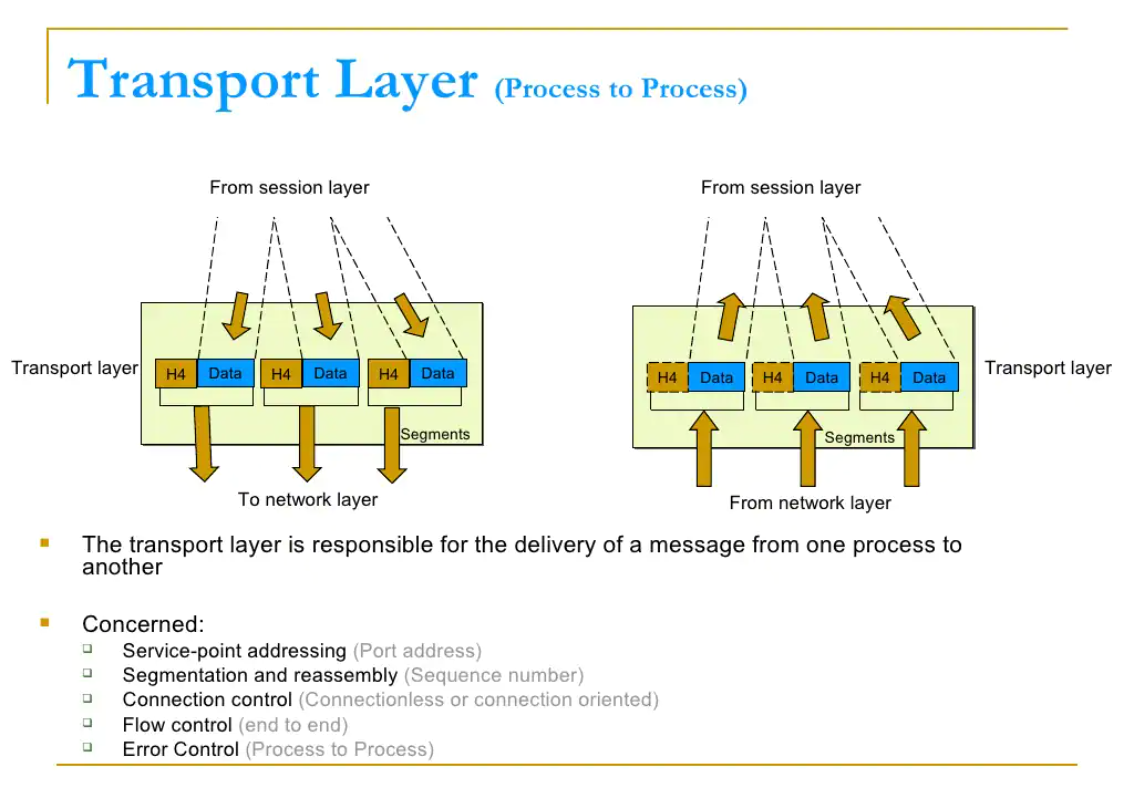 Transport Layer (Process to Process)
From session layer
From session layer
Transport layer
H4 Data H4 Data H4 Data
Segments
To network layer
H4 Data H4 Data H4 Data
Transport layer
Segments
From network layer
The transport layer is responsible for the delivery of a message from one process to
another
Concerned:
Service-point addressing (Port address)
Segmentation and reassembly (Sequence number)
Connection control (Connectionless or connection oriented)
Flow control (end to end)
Error Control (Process to Process)